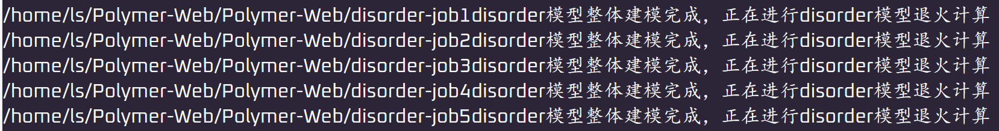 /home/ls/Polymer-Web/Polymer-Web/disorder-job1disorder模型整体建模完成，正在进行disorder模型退火计算
/home/ls/Polymer-Web/Polymer-Web/disorder-job2disorder模型整体建模完成，正在进行disorder模型退火计算
/home/ls/Polymer-Web/Polymer-Web/disorder-job3disorder模型整体建模完成，正在进行disorder模型退火计算
/home/ls/Polymer-Web/Polymer-Web/disorder-job4disorder模型整体建模完成，正在进行disorder模型退火计算
/home/ls/Polymer-Web/Polymer-Web/disorder-job5disorder模型整体建模完成，正在进行disorder模型退火计算